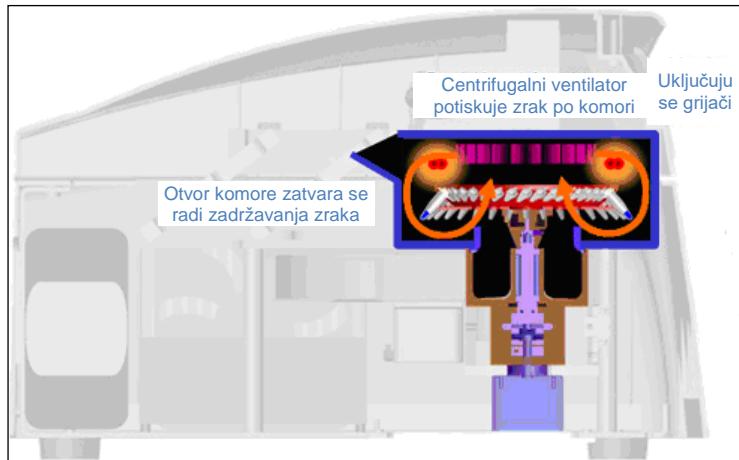 Centrifugalni ventilator
potiskuje zrak po komori
Uključuju
se grijači
Otvor komore zatvara se
radi zadržavanja zraka